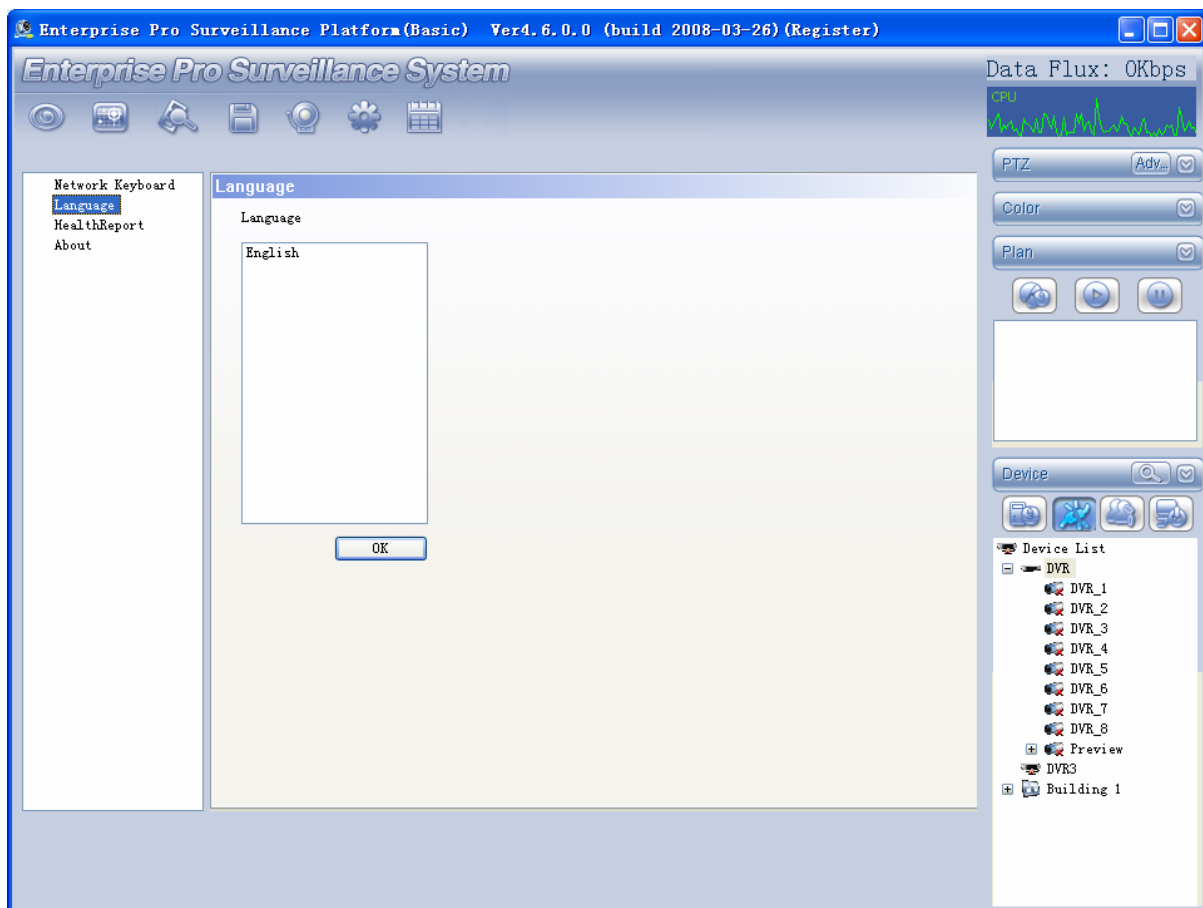 Enterprise Pro Surveillance Platform(Basic) Ver4.6.0.0 (build 2008-03-26)(Register)
Enterprise Pro Surveillance System
Data Flux: 0Kbps
CPU
PTZ Adv...
Color
Plan
Network Keyboard
Language
HealthReport
About
Language
Language
English
OK
Device
Device List
DVR
DVR_1
DVR_2
DVR_3
DVR_4
DVR_5
DVR_6
DVR_7
DVR_8
Preview
DVR3
Building 1